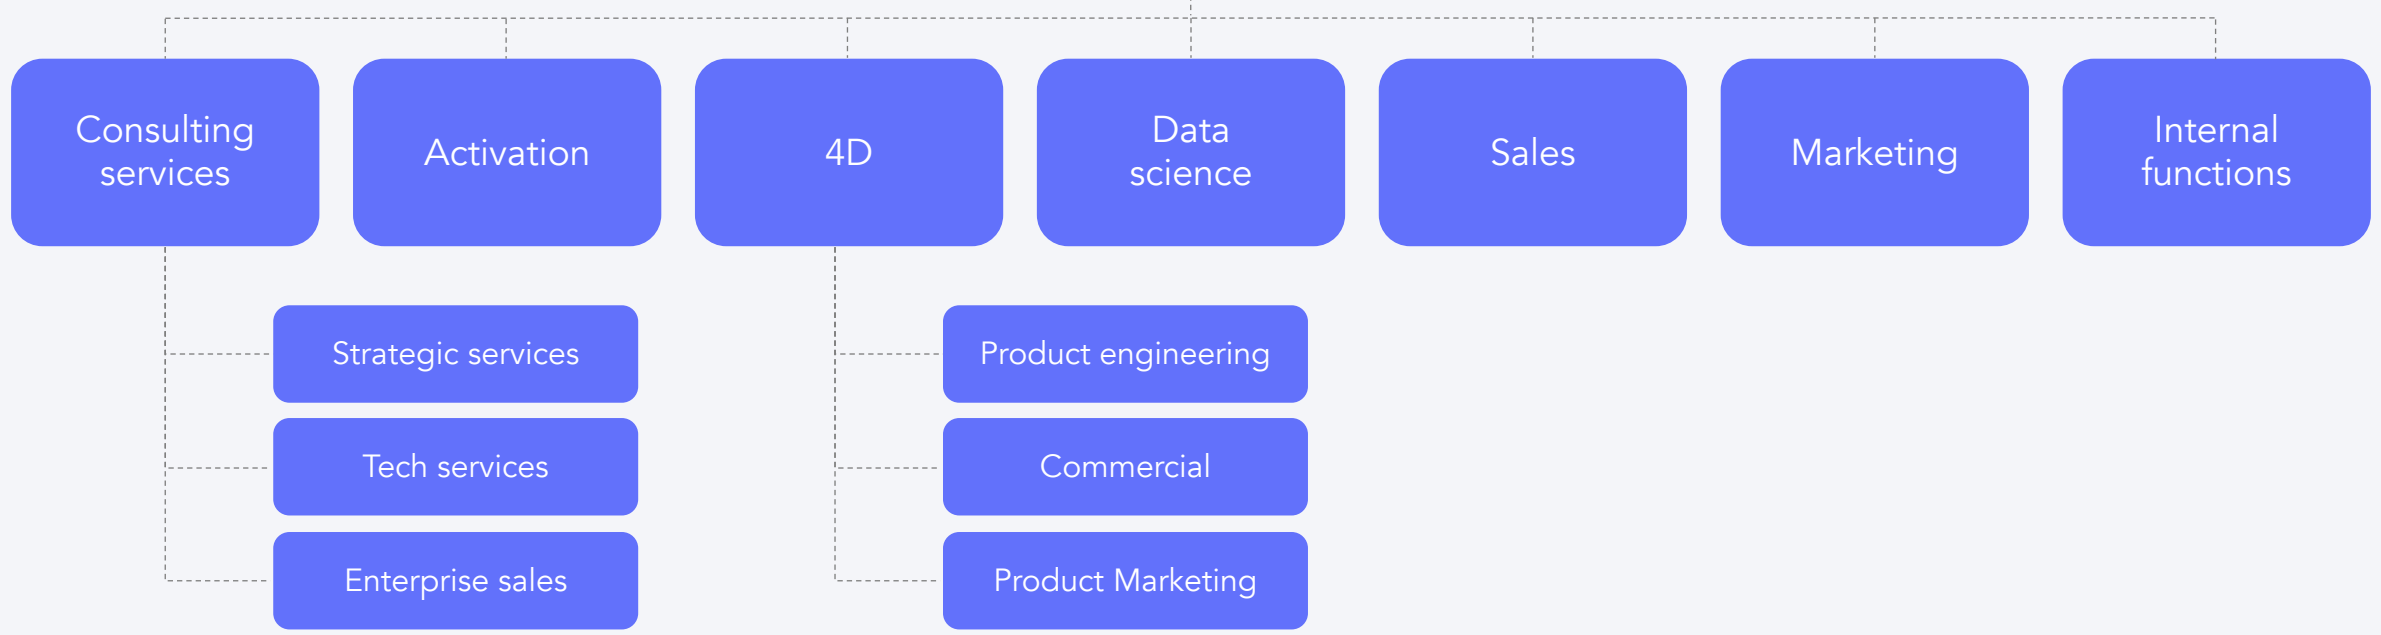 Consulting
services
Activation
4D
Data
science
Sales
Marketing
Internal
functions
Strategic services
Tech services
Enterprise sales
Product engineering
Commercial
Product Marketing